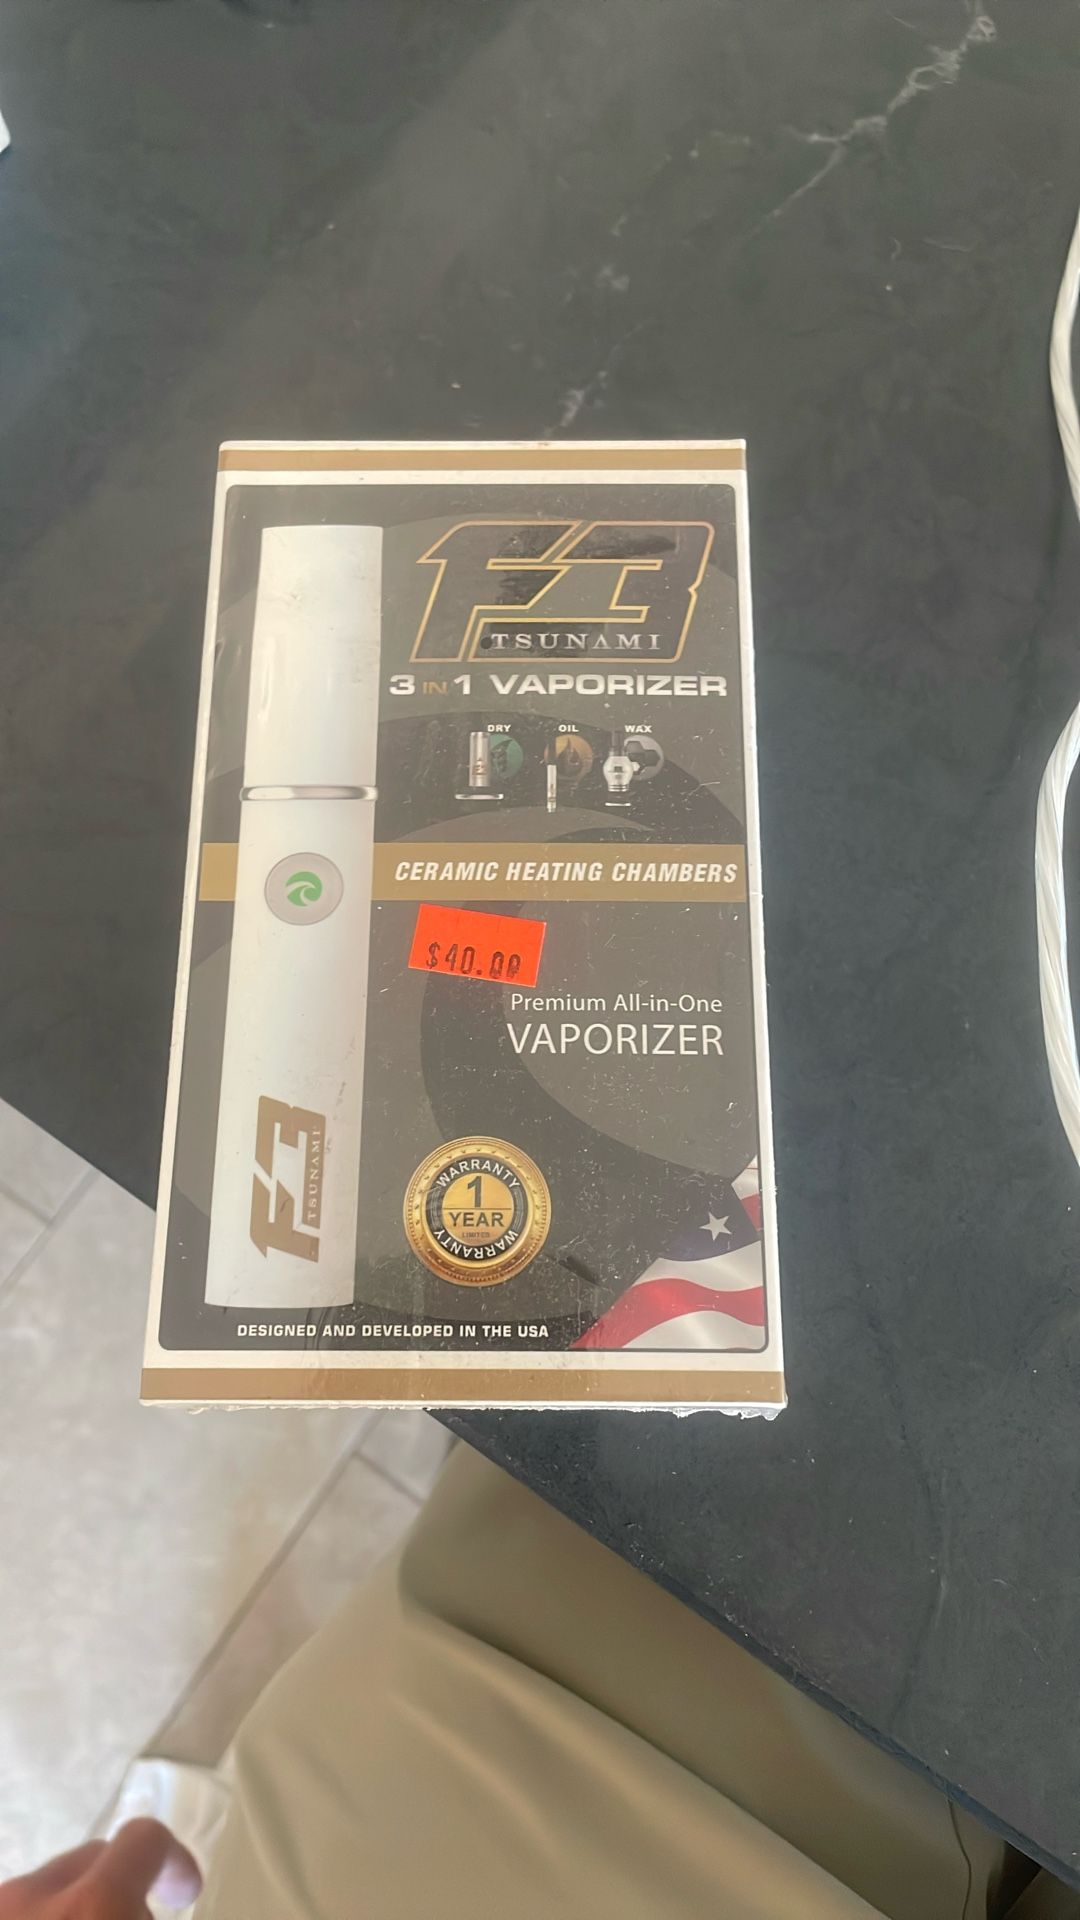 F3
TSUNAMI
3 IN 1 VAPORIZER
DRY OIL WAX
CERAMIC HEATING CHAMBERS
$40.00
Premium All-in-One
VAPORIZER
F3
TSUNAMI
WARRANTY
1
YEAR
LIMITED
WARRANTY
DESIGNED AND DEVELOPED IN THE USA